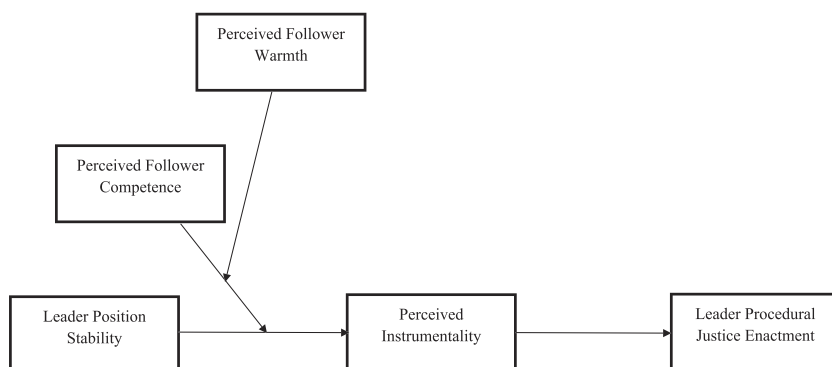 Perceived Follower
Warmth
Perceived Follower
Competence
Leader Position
Stability
Perceived
Instrumentality
Leader Procedural
Justice Enactment